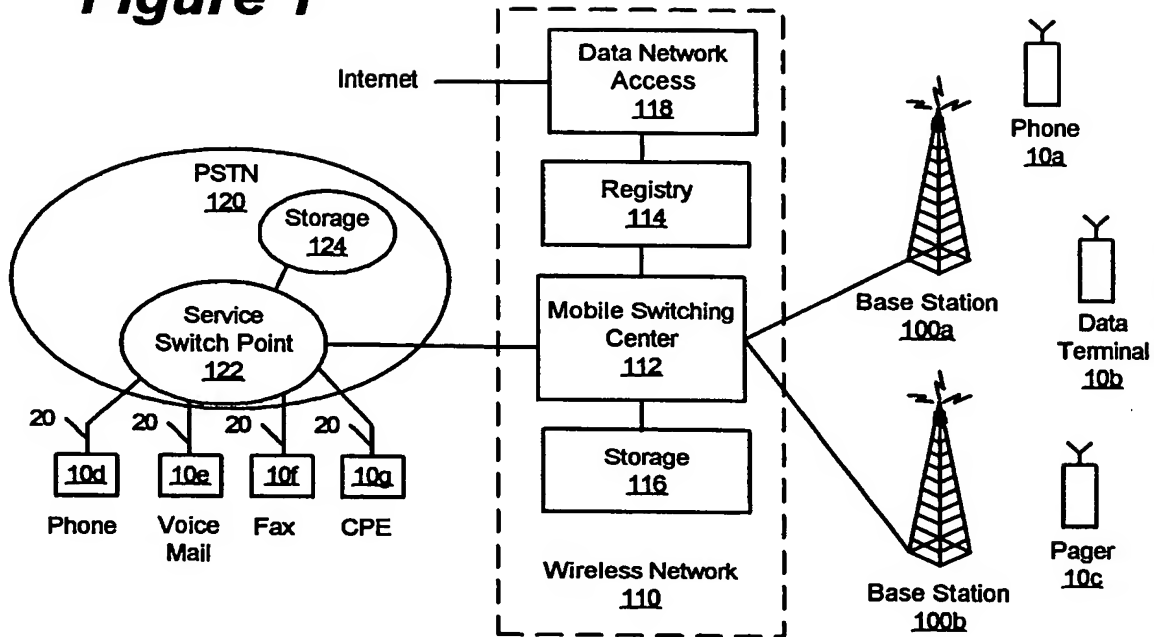 Figure 1
Internet
Data Network
Access
118
Registry
114
Mobile Switching
Center
112
Storage
116
Wireless Network
110
PSTN
120
Storage
124
Service
Switch Point
122
20
20
20
20
10d
10e
10f
10g
Phone
Voice
Mail
Fax
CPE
Base Station
100a
Base Station
100b
Phone
10a
Data
Terminal
10b
Pager
10c